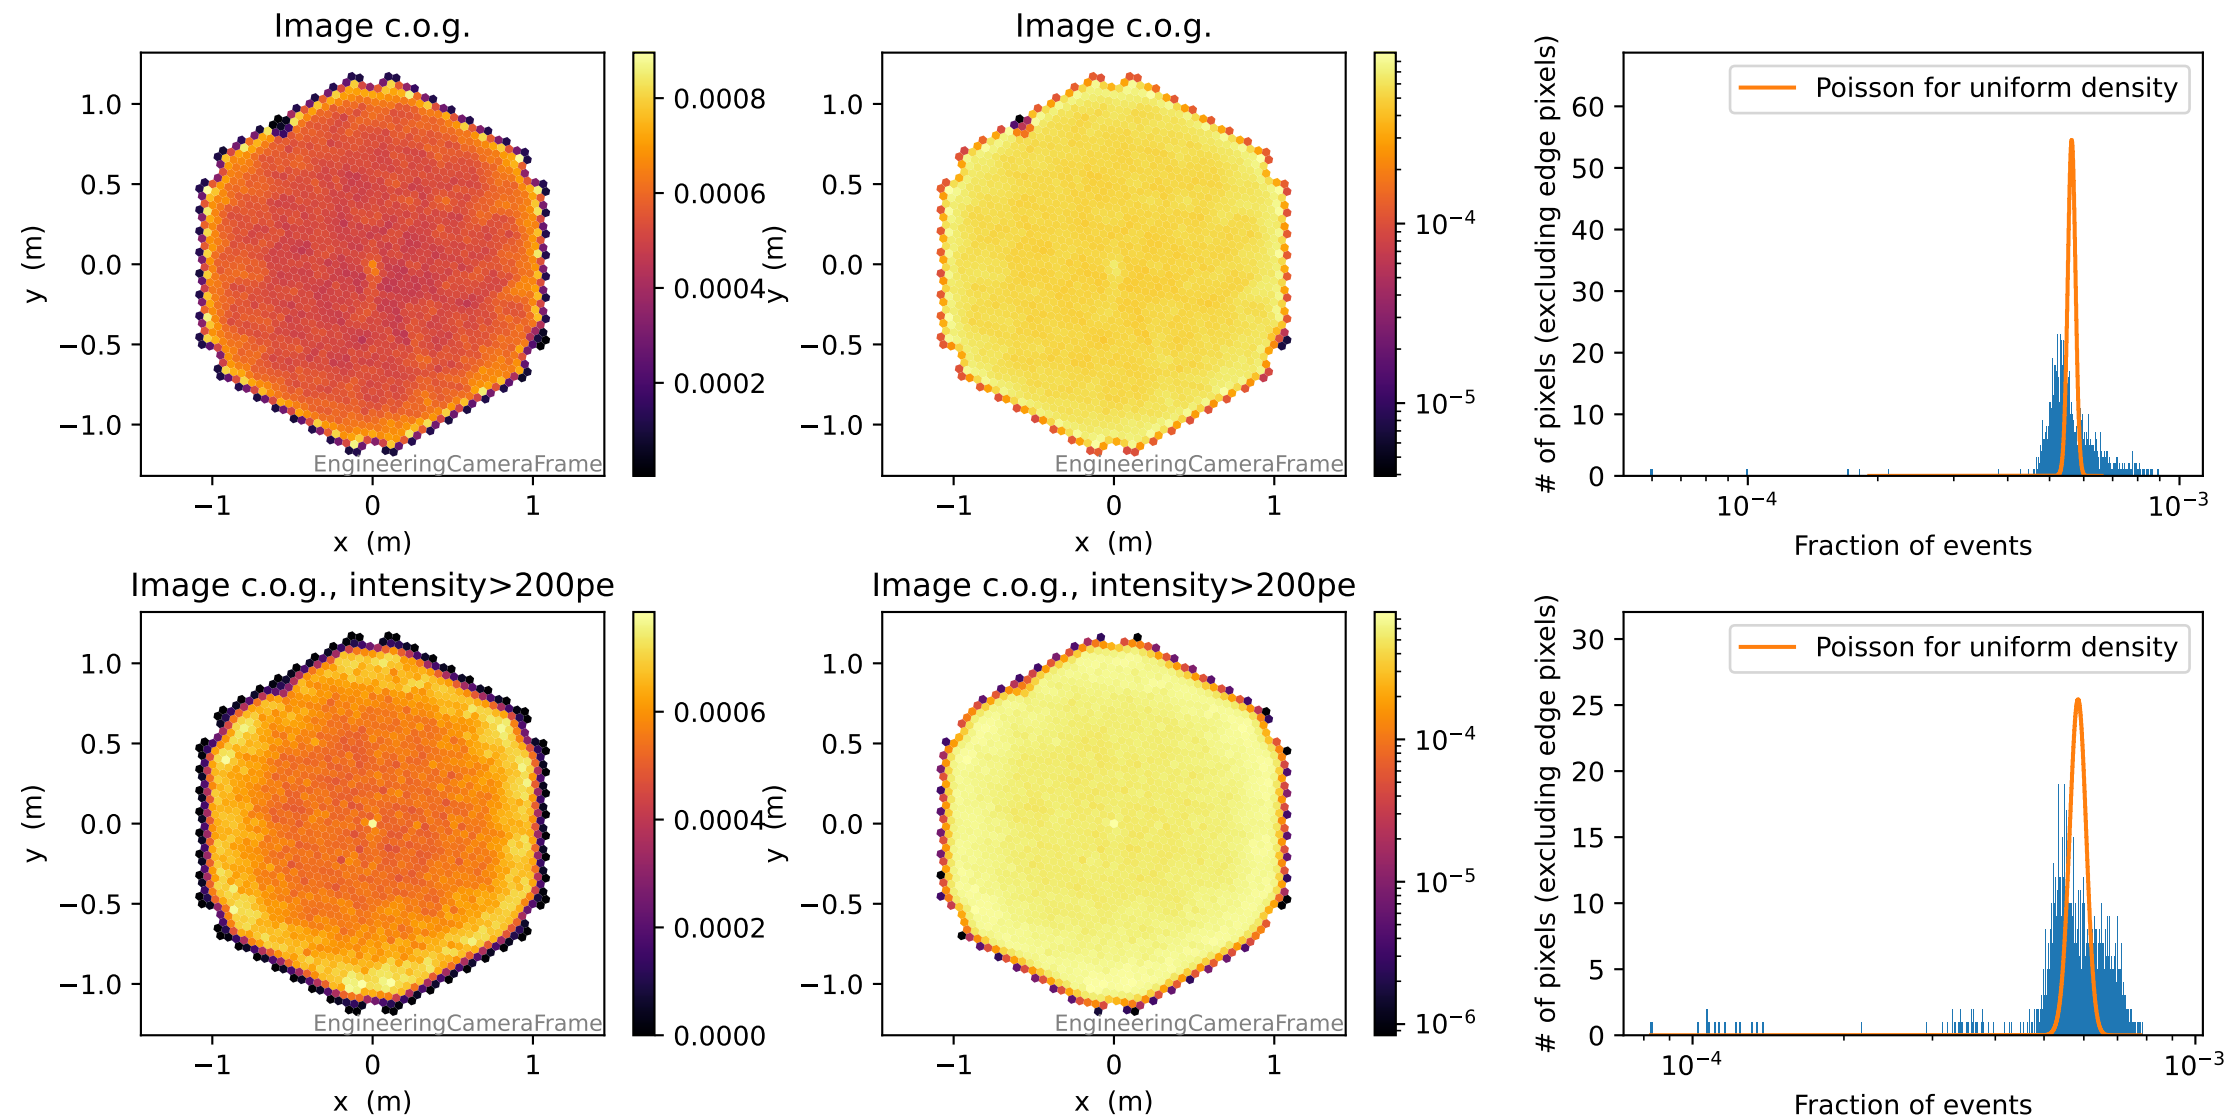 Image c.o.g.
1.0
0.5
0.0
−0.5
−1.0
y (m)
−1
0
1
x (m)
EngineeringCameraFrame
0.0008
0.0006
0.0004
0.0002
Image c.o.g.
1.0
0.5
0.0
−0.5
−1.0
y (m)
−1
0
1
x (m)
EngineeringCameraFrame
10⁻⁴
10⁻⁵
Poisson for uniform density
# of pixels (excluding edge pixels)
60
50
40
30
20
10
0
10⁻⁴
10⁻³
Fraction of events
Image c.o.g., intensity>200pe
1.0
0.5
0.0
−0.5
−1.0
y (m)
−1
0
1
x (m)
EngineeringCameraFrame
0.0006
0.0004
0.0002
0.0000
Image c.o.g., intensity>200pe
1.0
0.5
0.0
−0.5
−1.0
y (m)
−1
0
1
x (m)
EngineeringCameraFrame
10⁻⁴
10⁻⁵
10⁻⁶
Poisson for uniform density
# of pixels (excluding edge pixels)
30
25
20
15
10
5
0
10⁻⁴
10⁻³
Fraction of events